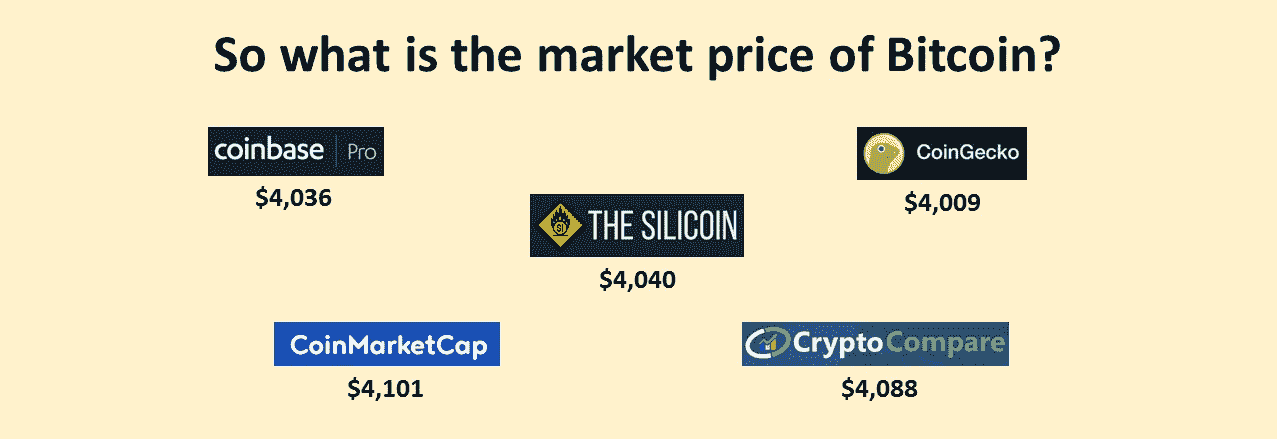 So what is the market price of Bitcoin?
coinbase | Pro
$4,036
CoinGecko
$4,009
THE SILICOIN
$4,040
CoinMarketCap
$4,101
CryptoCompare
$4,088